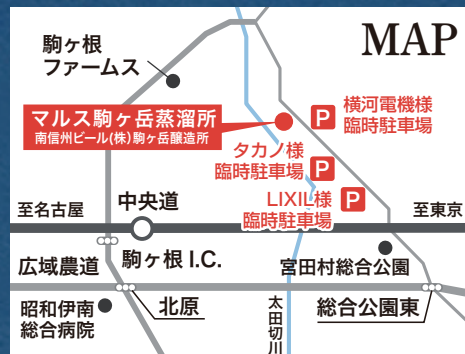 MAP
駒ヶ根
ファームス
マルス駒ヶ岳蒸溜所
南信州ビール(株)駒ヶ岳醸造所
P
横河電機様
臨時駐車場
タカノ様
臨時駐車場
P
LIXIL様
臨時駐車場
P
至名古屋
中央道
至東京
広域農道
駒ヶ根 I.C.
宮田村総合公園
昭和伊南
総合病院
北原
太田切川
総合公園東